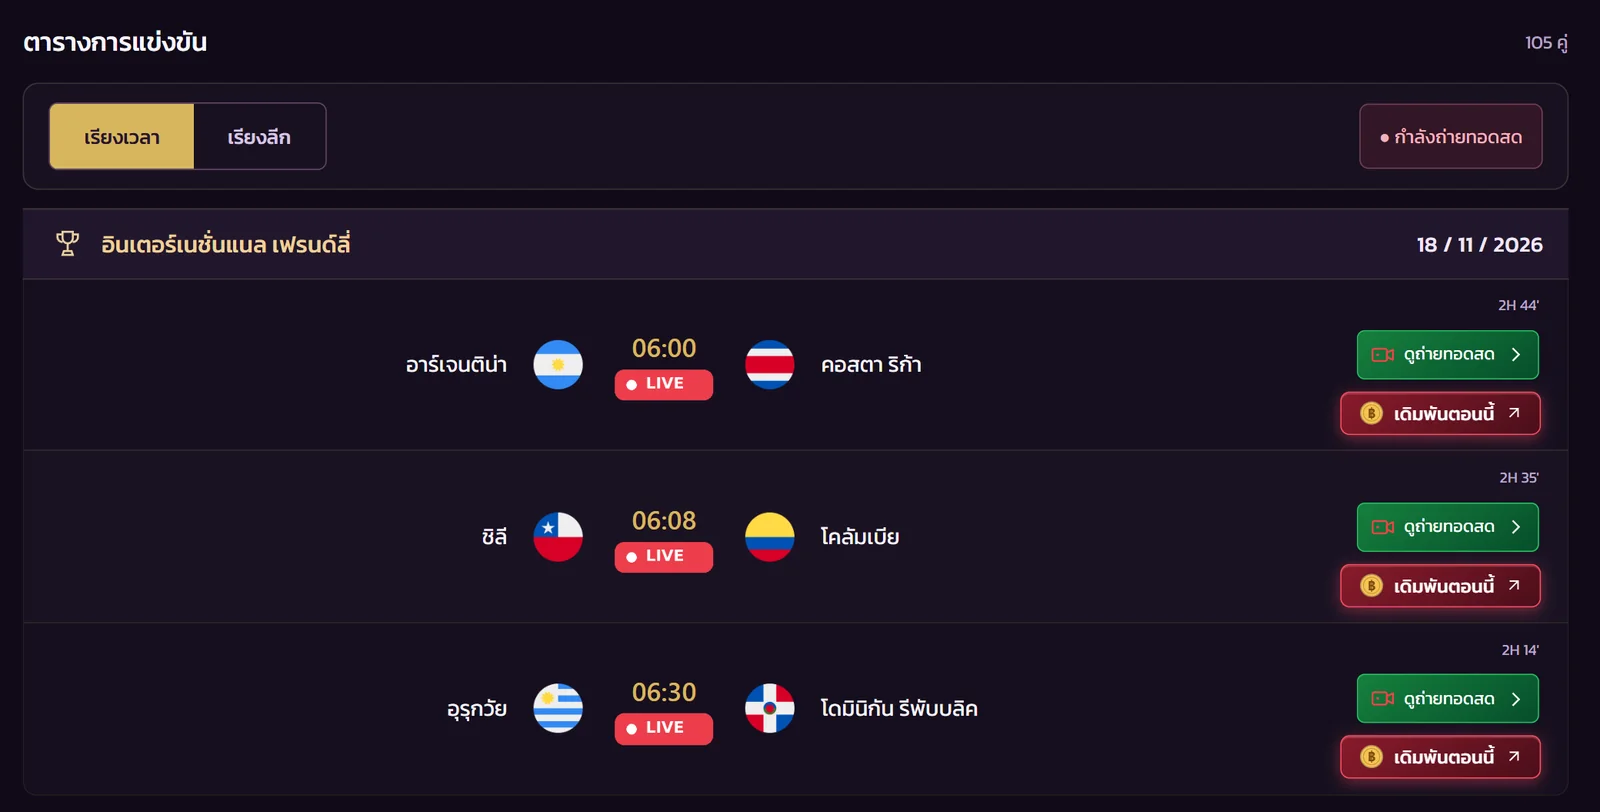 ตารางการแข่งขัน
105 คู่
เรียงเวลา
เรียงลีก
กำลังถ่ายทอดสด
อินเตอร์เนชั่นแนล เฟรนด์ลี่
18 / 11 / 2026
2H 44'
อาร์เจนติน่า
06:00
LIVE
คอสตา ริก้า
ดูถ่ายทอดสด
เดิมพันตอนนี้
2H 35'
ชิลี
06:08
LIVE
โคลัมเบีย
ดูถ่ายทอดสด
เดิมพันตอนนี้
2H 14'
อุรุกวัย
06:30
LIVE
โดมินิกัน รีพับบลิค
ดูถ่ายทอดสด
เดิมพันตอนนี้